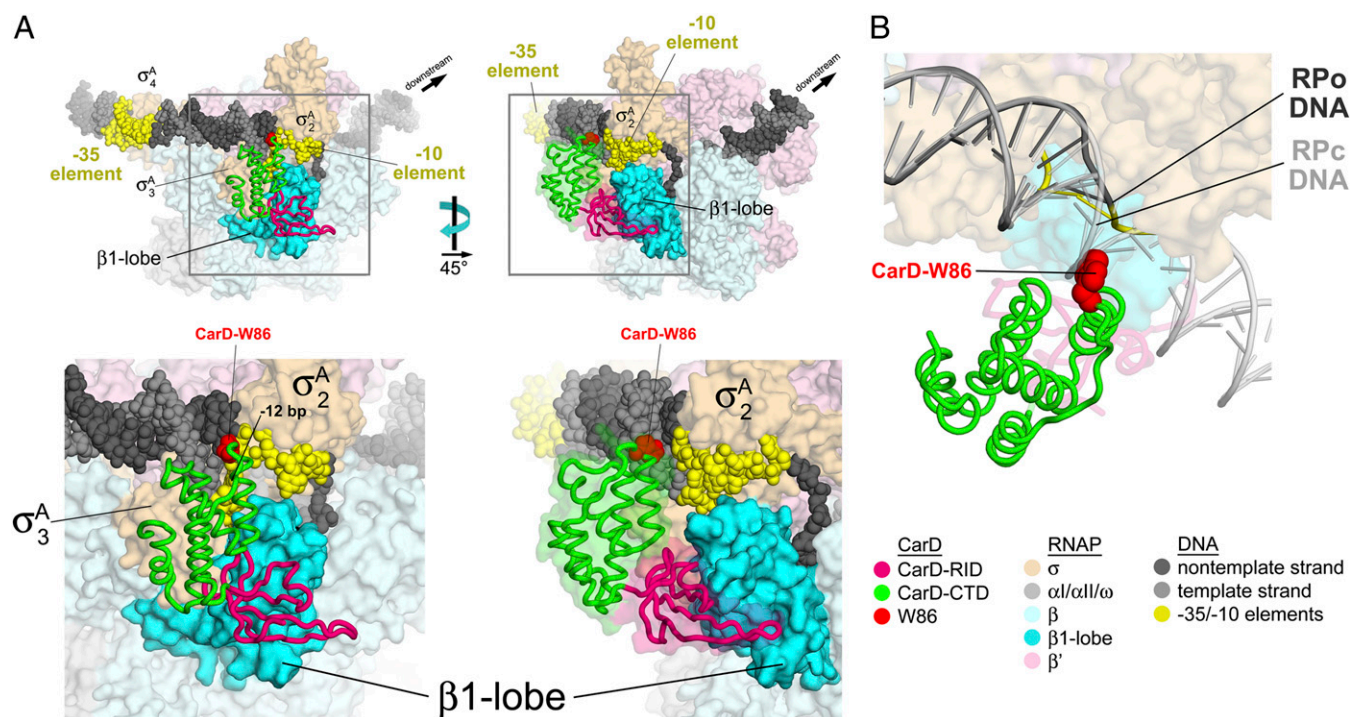 A
-35
element
σ4A
σ2A
downstream
σ3A
-10
element
β1-lobe
45°
-35
element
-10
element
σ2A
downstream
β1-lobe
CarD-W86
σ2A
-12 bp
σ3A
CarD-W86
σ2A
β1-lobe
B
RPo
DNA
RPc
DNA
CarD-W86
CarD
CarD-RID
CarD-CTD
W86
RNAP
σ
αI/αII/ω
β
β1-lobe
β'
DNA
nontemplate strand
template strand
-35/-10 elements